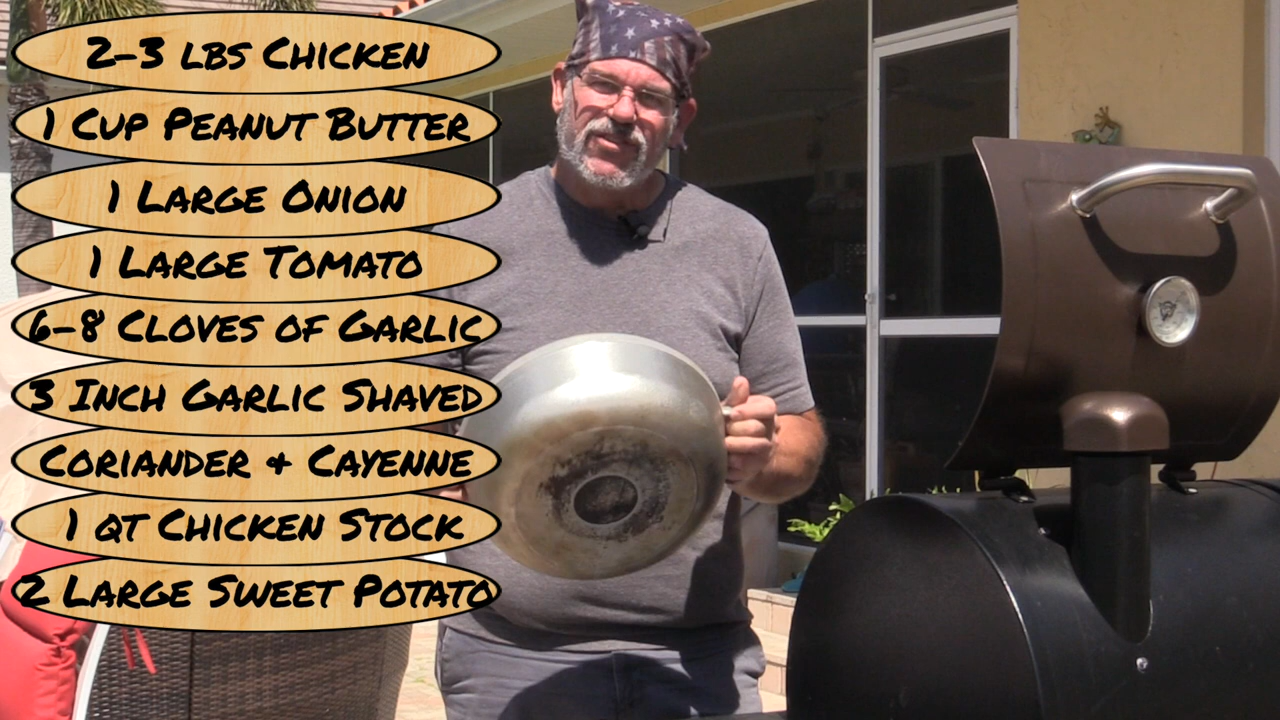 2-3 lbs Chicken
1 Cup Peanut Butter
1 Large Onion
1 Large Tomato
6-8 Cloves of Garlic
3 Inch Garlic Shaved
Coriander & Cayenne
1 qt Chicken Stock
2 Large Sweet Potato